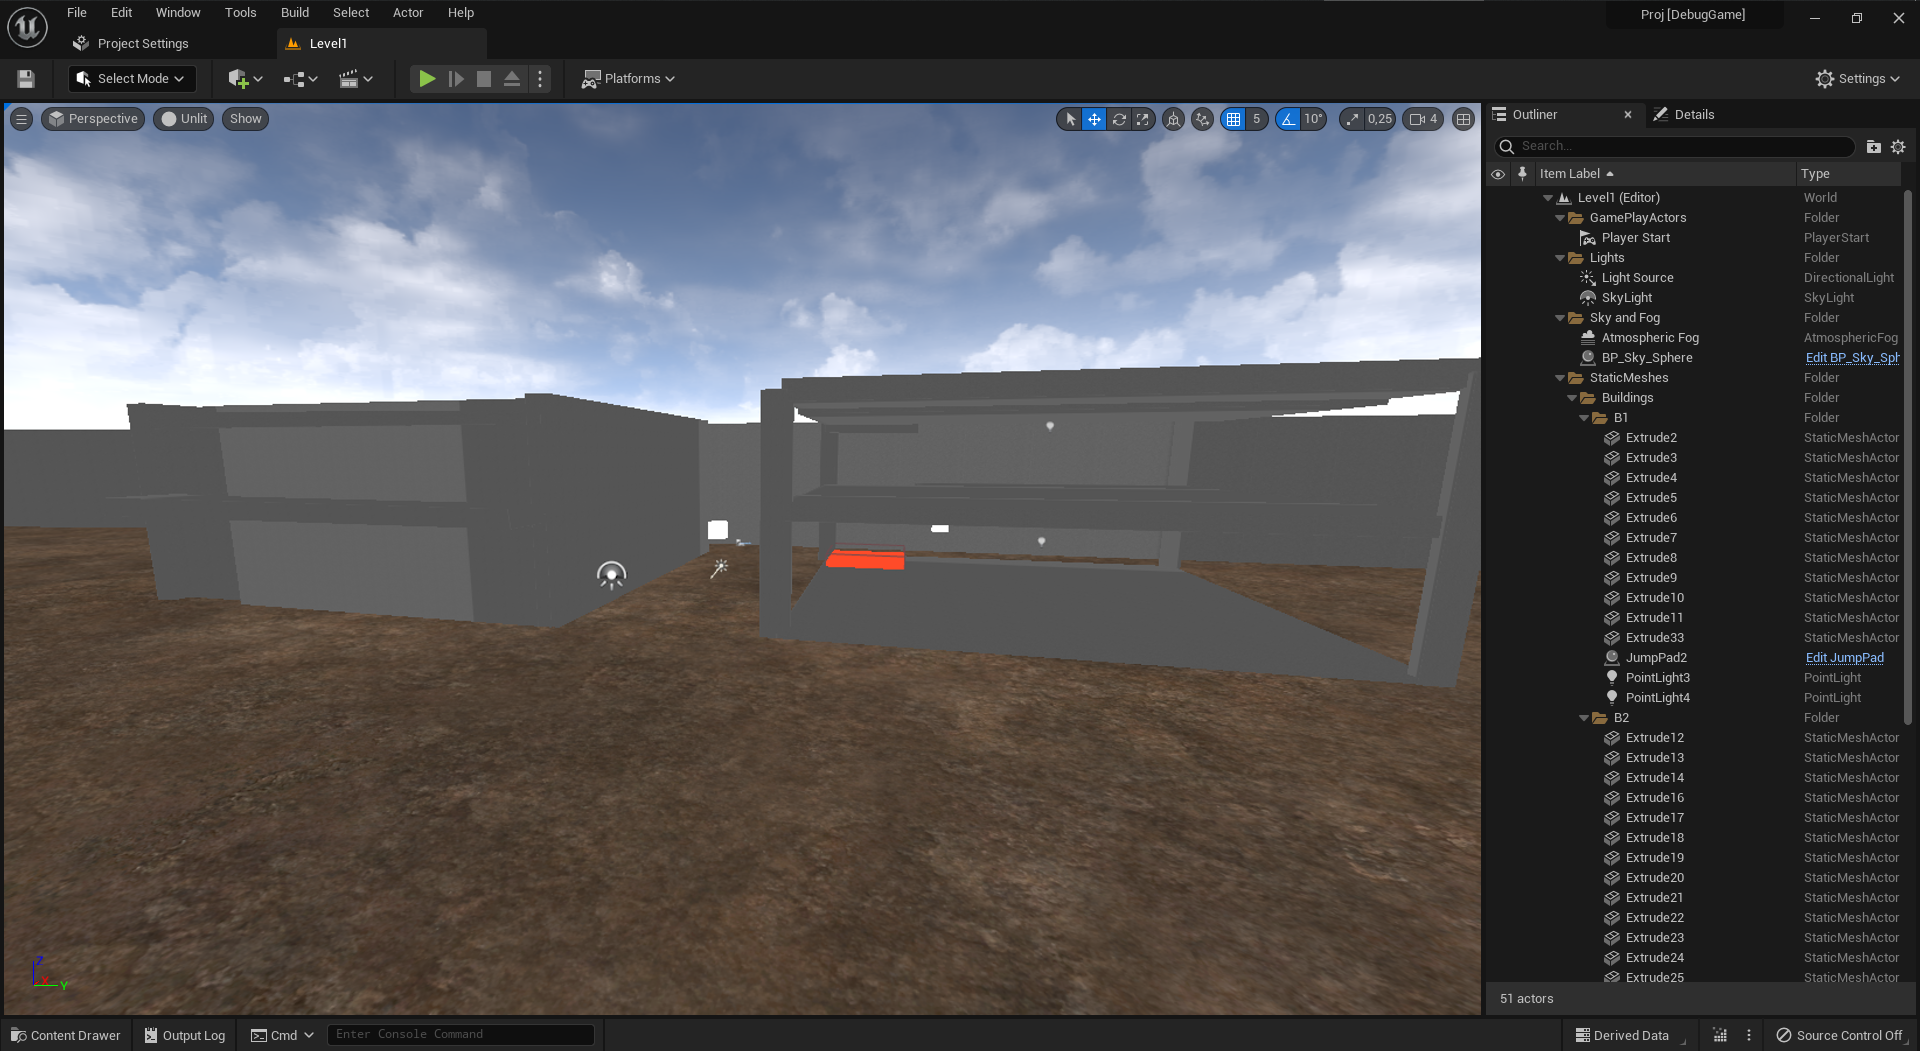 File Edit Window Tools Build Select Actor Help
Proj [DebugGame]
Project Settings
Level1
Select Mode
Platforms
Settings
Perspective Unlit Show
5 10° 0,25 4
Outliner
Details
Search...
Item Label Type
Level1 (Editor) World
GamePlayActors Folder
Player Start PlayerStart
Lights Folder
Light Source DirectionalLight
SkyLight SkyLight
Sky and Fog Folder
Atmospheric Fog AtmosphericFog
BP_Sky_Sphere Edit BP_Sky_Sph
StaticMeshes Folder
Buildings Folder
B1 Folder
Extrude2 StaticMeshActor
Extrude3 StaticMeshActor
Extrude4 StaticMeshActor
Extrude5 StaticMeshActor
Extrude6 StaticMeshActor
Extrude7 StaticMeshActor
Extrude8 StaticMeshActor
Extrude9 StaticMeshActor
Extrude10 StaticMeshActor
Extrude11 StaticMeshActor
Extrude33 StaticMeshActor
JumpPad2 Edit JumpPad
PointLight3 PointLight
PointLight4 PointLight
B2 Folder
Extrude12 StaticMeshActor
Extrude13 StaticMeshActor
Extrude14 StaticMeshActor
Extrude16 StaticMeshActor
Extrude17 StaticMeshActor
Extrude18 StaticMeshActor
Extrude19 StaticMeshActor
Extrude20 StaticMeshActor
Extrude21 StaticMeshActor
Extrude22 StaticMeshActor
Extrude23 StaticMeshActor
Extrude24 StaticMeshActor
Extrude25 StaticMeshActor
Z
X
Y
51 actors
Content Drawer Output Log Cmd Enter Console Command
Derived Data Source Control Off